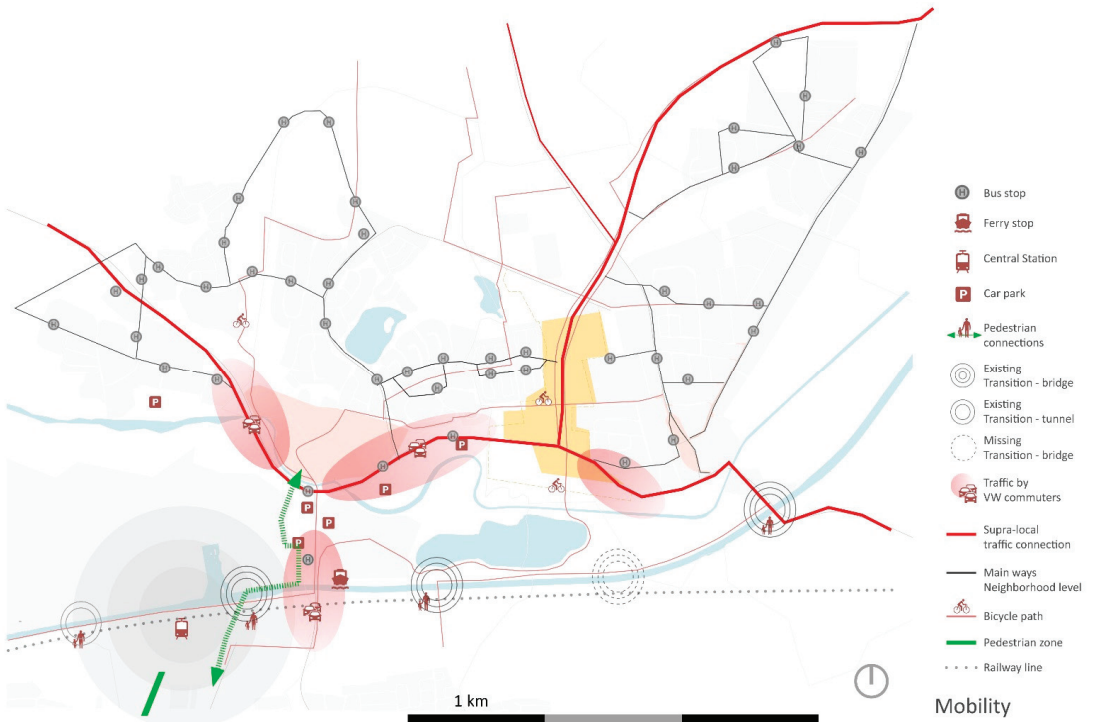 H Bus stop
Ferry stop
Central Station
P Car park
Pedestrian
connections
Existing
Transition - bridge
Existing
Transition - tunnel
Missing
Transition - bridge
Traffic by
VW commuters
Supra-local
traffic connection
Main ways
Neighborhood level
Bicycle path
Pedestrian zone
Railway line
1 km
Mobility